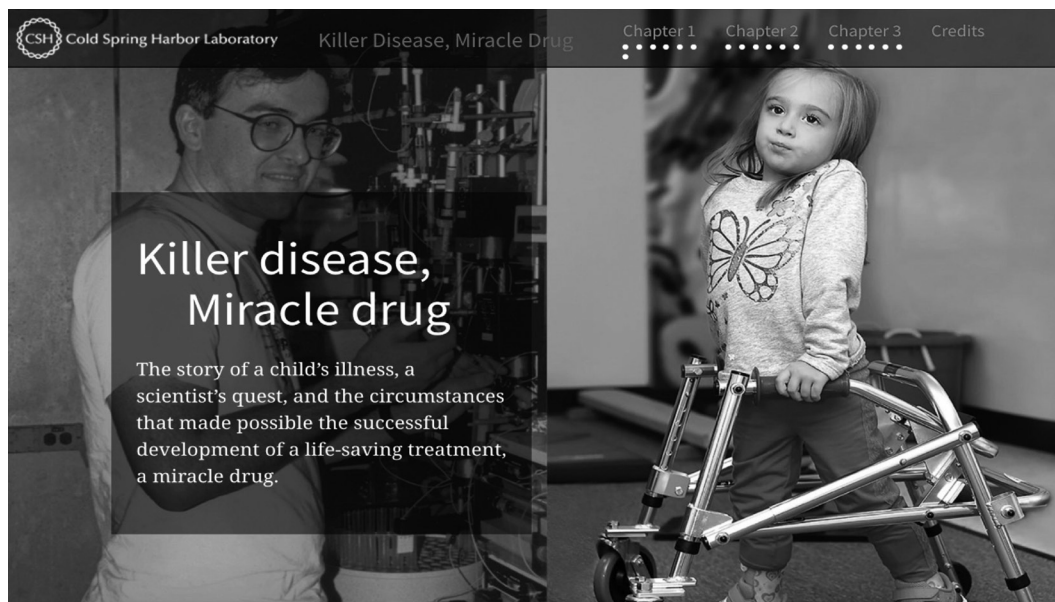 CSH Cold Spring Harbor Laboratory
Killer Disease, Miracle Drug
Chapter 1
Chapter 2
Chapter 3
Credits
Killer disease,
Miracle drug
The story of a child’s illness, a
scientist’s quest, and the circumstances
that made possible the successful
development of a life-saving treatment,
a miracle drug.